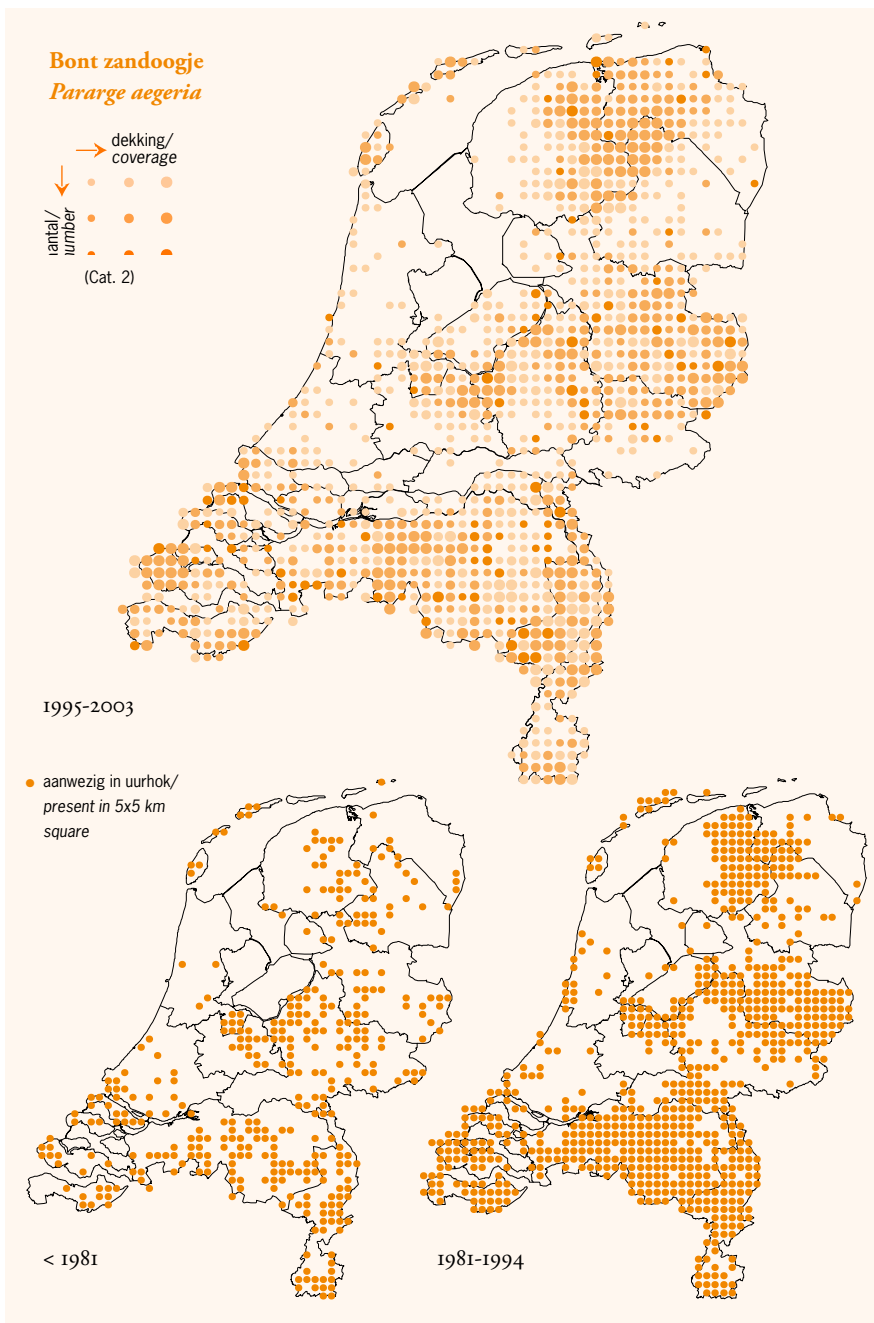 Bont zandoogje
Pararge aegeria
dekking/
coverage
(Cat. 2)
1995-2003
aanwezig in uurhok/
present in 5x5 km
square
< 1981
1981-1994